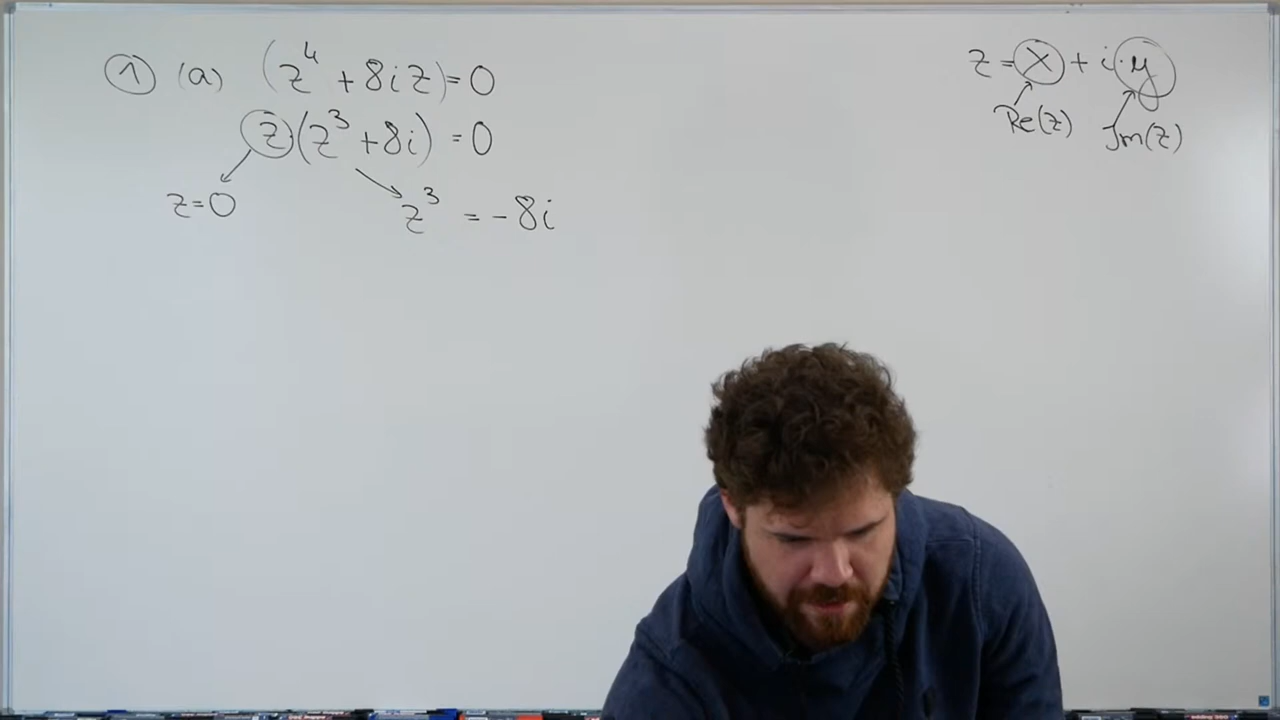 ① (a) (z⁴ + 8iz) = 0
z(z³ + 8i) = 0
z=0
z³ = -8i
z = x + i·y
Re(z) Im(z)